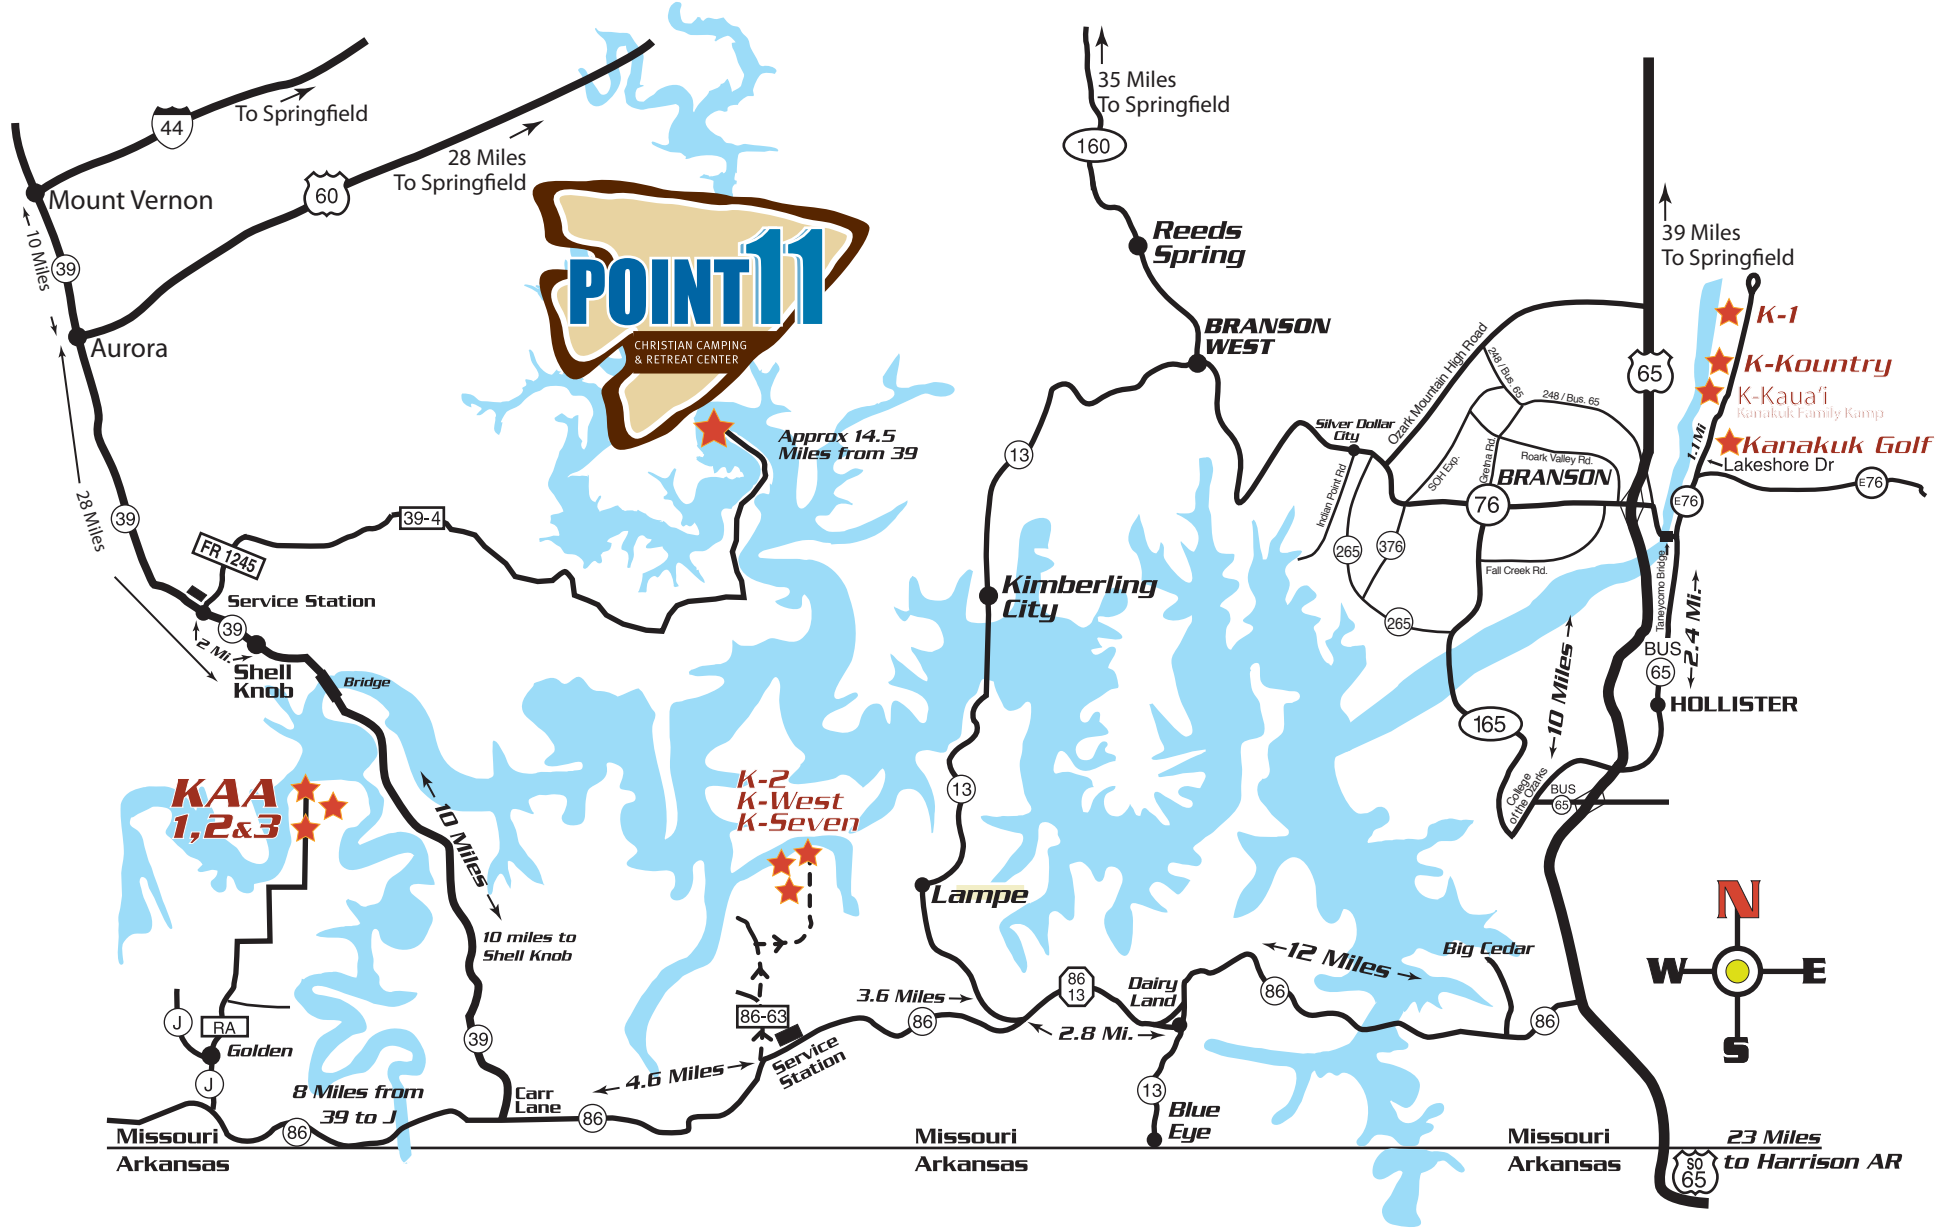 44
To Springfield
28 Miles
To Springfield
60
Mount Vernon
10 Miles
39
Aurora
28 Miles
39
POINT 11
CHRISTIAN CAMPING
& RETREAT CENTER
Approx 14.5
Miles from 39
39-4
FR 1245
Service Station
39
2 Mi.
Shell
Knob
Bridge
KAA
1,2&3
10 Miles
10 miles to
Shell Knob
J
RA
Golden
J
39
8 Miles from
39 to J
86
Carr
Lane
86
4.6 Miles
K-2
K-West
K-Seven
86-63
Service
Station
35 Miles
To Springfield
160
Reeds
Spring
BRANSON
WEST
13
Kimberling
City
13
Lampe
3.6 Miles
86
86
13
2.8 Mi.
Dairy
Land
13
Blue
Eye
12 Miles
86
Big Cedar
86
Silver Dollar
City
Ozark Mountain High Road
248 / Bus. 65
248 / Bus. 65
Indian Point Rd
SOH Exp.
Gretna Rd.
Roark Valley Rd.
BRANSON
76
265
376
Fall Creek Rd.
265
165
College
of the Ozarks
BUS
65
10 Miles
39 Miles
To Springfield
65
K-1
K-Kountry
K-Kaua'i
Kanakuk Family Kamp
Kanakuk Golf
1.1 Mi
Lakeshore Dr
E76
E76
Taneycomo Bridge
2.4 Mi.
BUS
65
HOLLISTER
N
W
E
S
Missouri
Arkansas
Missouri
Arkansas
Missouri
Arkansas
SO
65
23 Miles
to Harrison AR